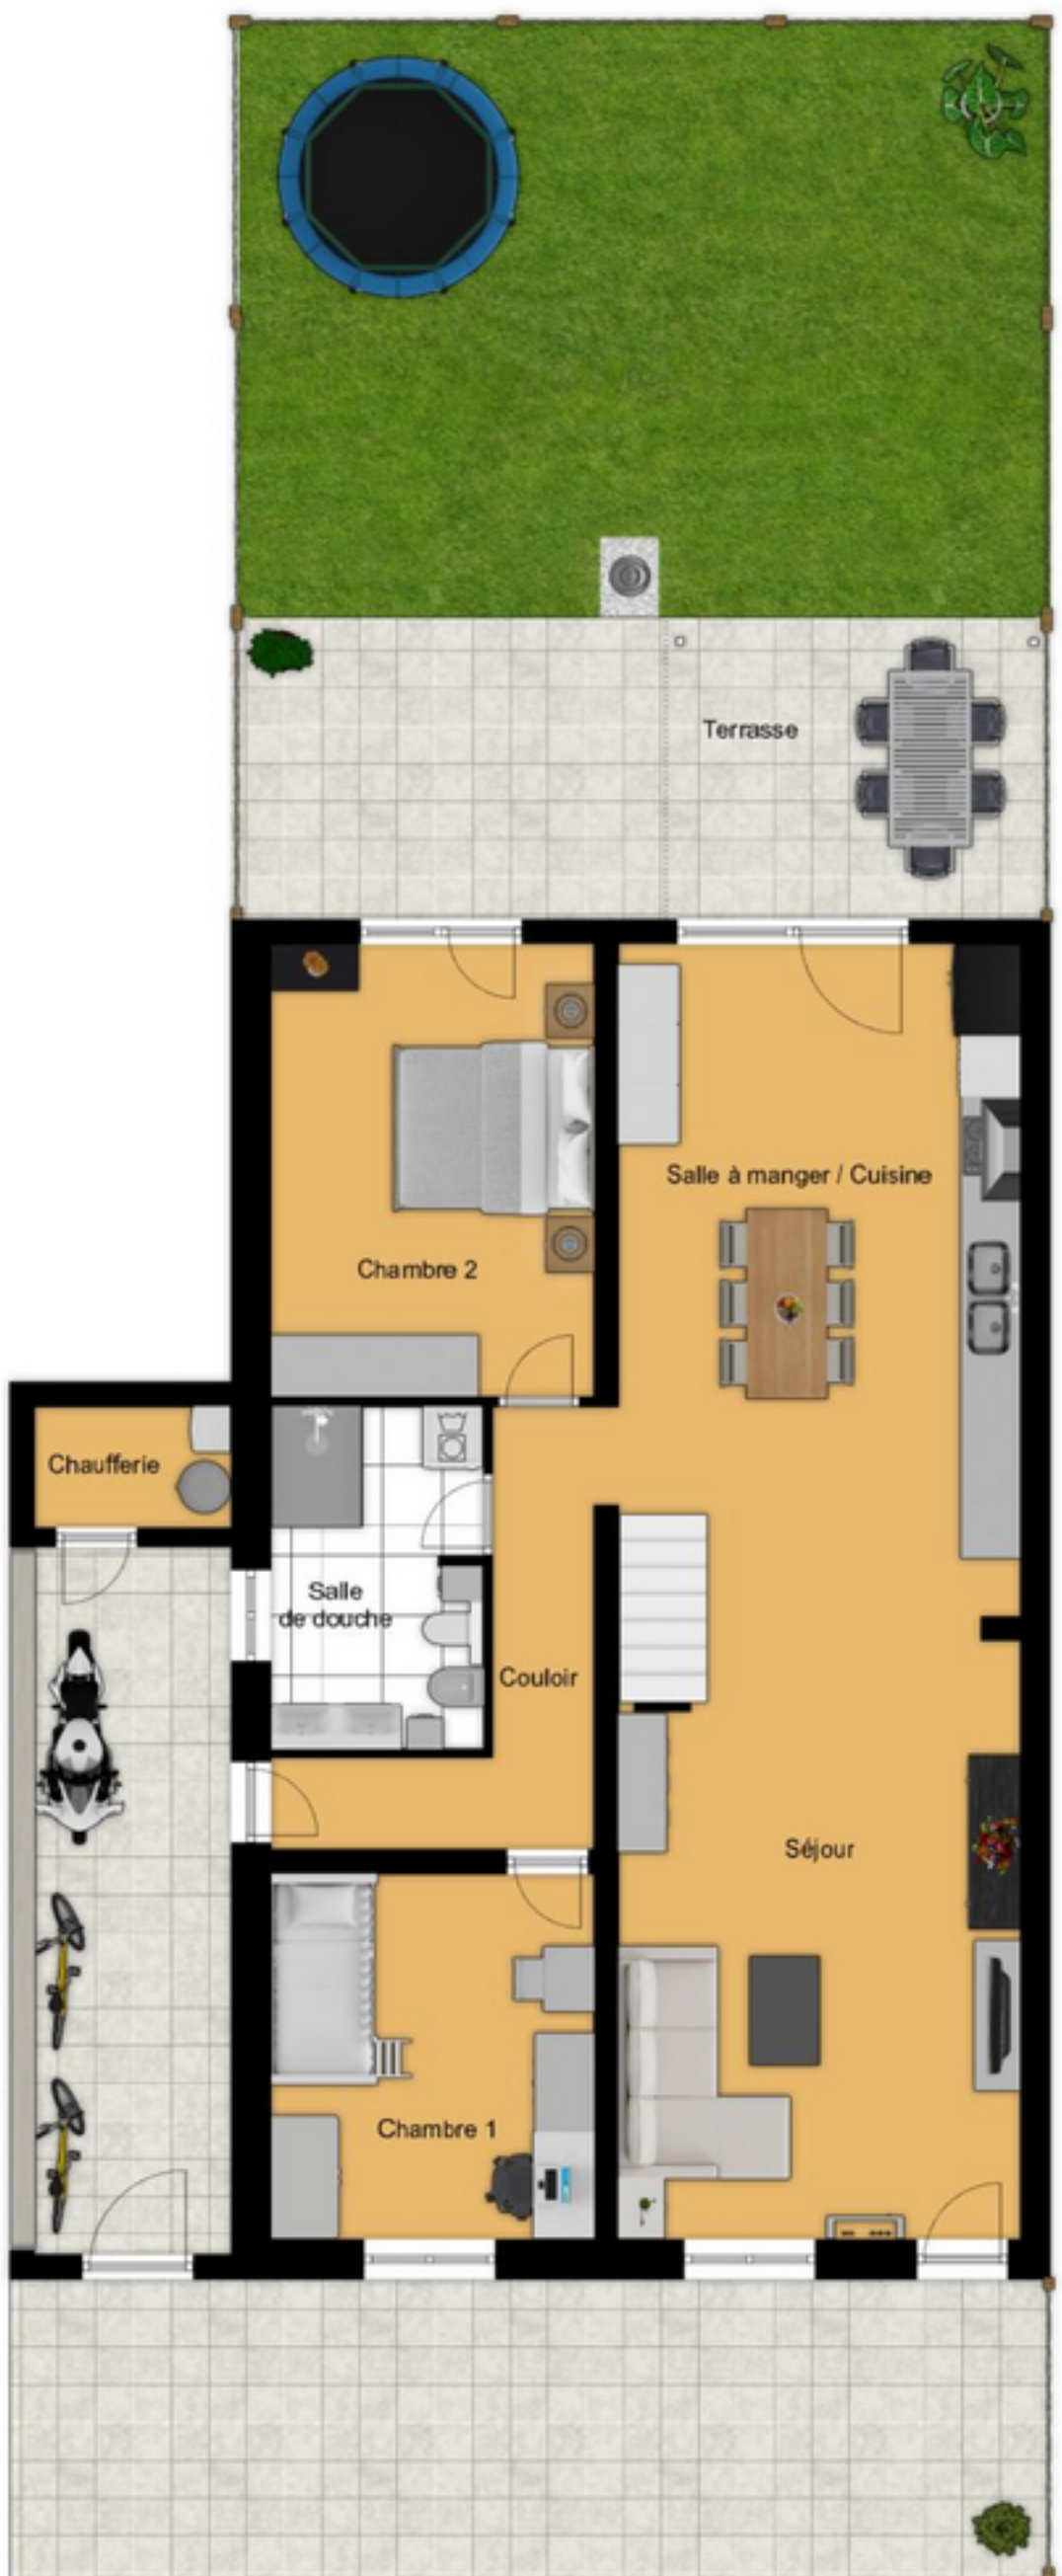 Terrasse
Salle à manger / Cuisine
Chambre 2
Chaufferie
Salle
de douche
Couloir
Séjour
Chambre 1